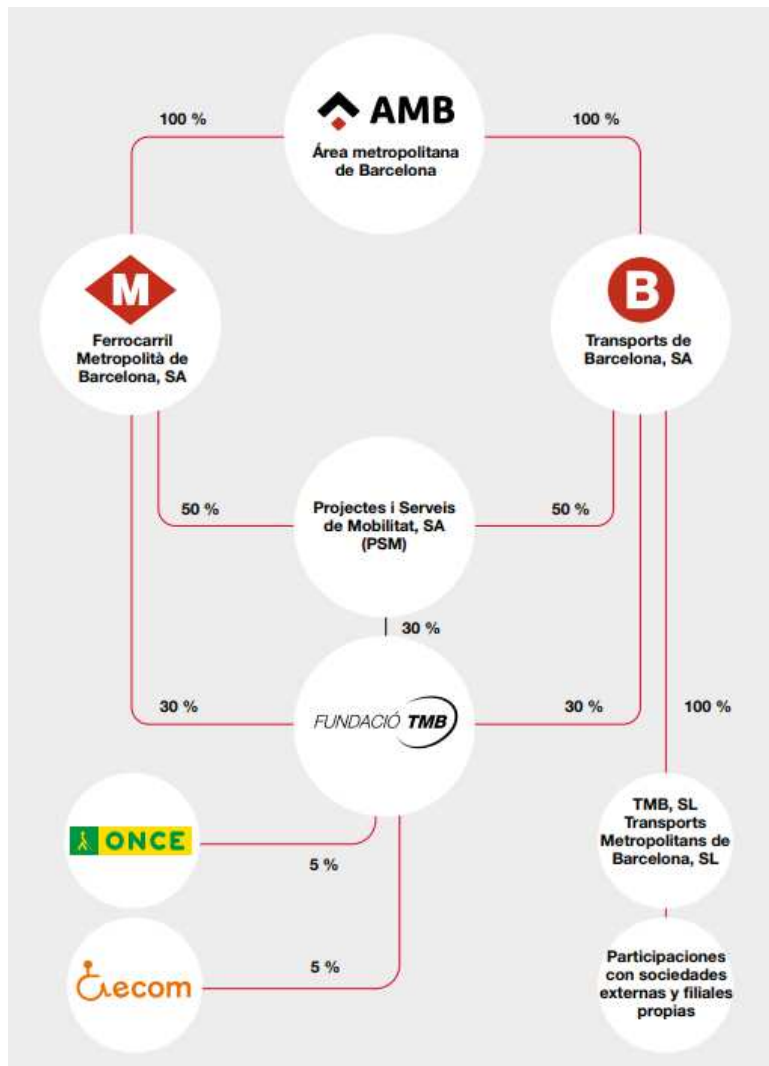 AMB
Área metropolitana
de Barcelona
100 %
100 %
M
Ferrocarril
Metropolità de
Barcelona, SA
B
Transports de
Barcelona, SA
50 %
Projectes i Serveis
de Mobilitat, SA
(PSM)
50 %
30 %
30 %
FUNDACIÓ TMB
30 %
100 %
ONCE
5 %
TMB, SL
Transports
Metropolitans de
Barcelona, SL
ecom
5 %
Participaciones
con sociedades
externas y filiales
propias